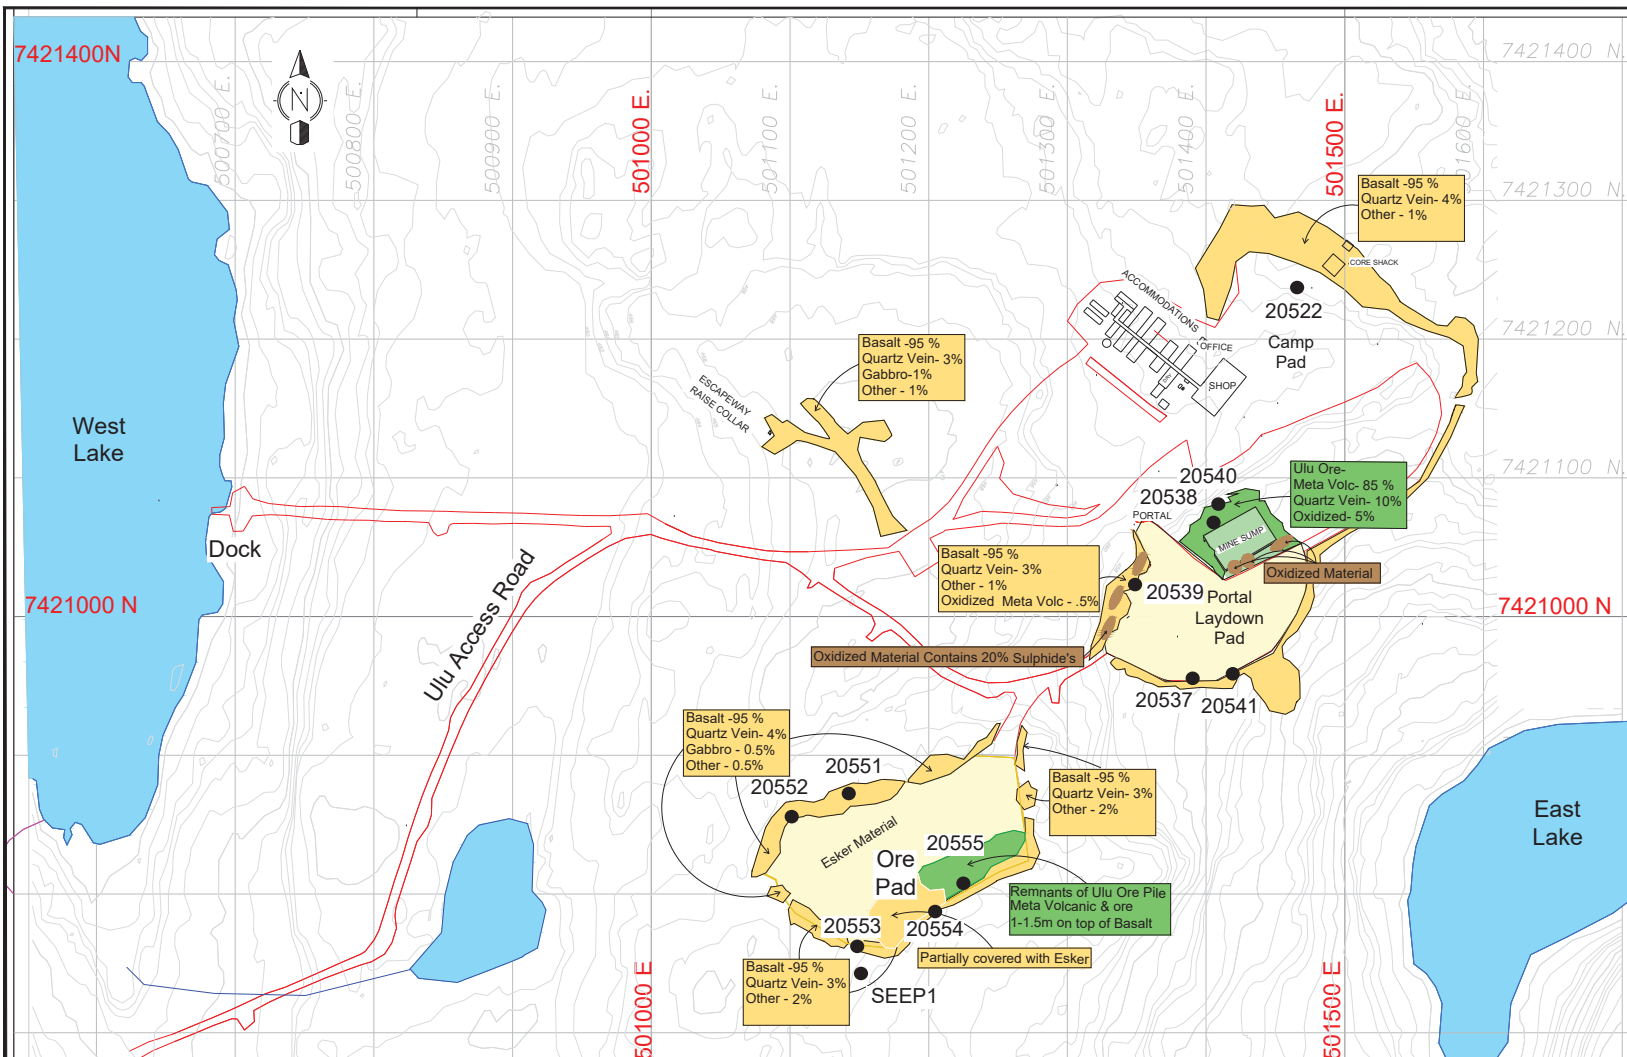 7421400N
7421400 N.
500700 E.
500800 E.
500900 E.
501000 E.
501100 E.
501200 E.
501300 E.
501400 E.
501500 E.
501600 E.
N
7421300 N.
Basalt -95 %
Quartz Vein- 4%
Other - 1%
CORE SHACK
20522
Camp
Pad
ACCOMMODATIONS
OFFICE
SHOP
7421200 N.
Basalt -95 %
Quartz Vein- 3%
Gabbro-1%
Other - 1%
ESCAPEWAY
RAISE COLLAR
West
Lake
7421100 N.
20540
20538
PORTAL
Ulu Ore-
Meta Volc- 85 %
Quartz Vein- 10%
Oxidized- 5%
MINE SUMP
Oxidized Material
Dock
Ulu Access Road
Basalt -95 %
Quartz Vein- 3%
Other - 1%
Oxidized Meta Volc - .5%
20539
Portal
Laydown
Pad
7421000 N
7421000 N
Oxidized Material Contains 20% Sulphide's
20537
20541
Basalt -95 %
Quartz Vein- 4%
Gabbro - 0.5%
Other - 0.5%
20551
20552
Basalt -95 %
Quartz Vein- 3%
Other - 2%
Esker Material
20555
Ore
Pad
East
Lake
Remnants of Ulu Ore Pile
Meta Volcanic & ore
1-1.5m on top of Basalt
20553
20554
Partially covered with Esker
Basalt -95 %
Quartz Vein- 3%
Other - 2%
SEEP1
501000 E
501500 E